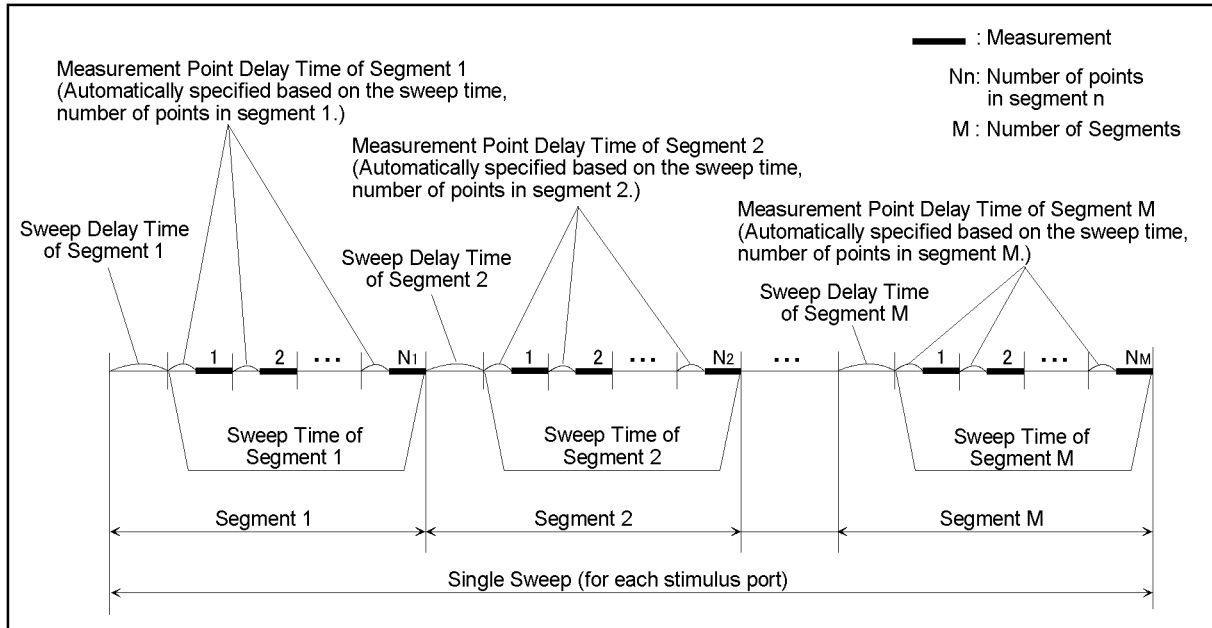 : Measurement
Nn: Number of points
in segment n
M : Number of Segments
Measurement Point Delay Time of Segment 1
(Automatically specified based on the sweep time,
number of points in segment 1.)
Measurement Point Delay Time of Segment 2
(Automatically specified based on the sweep time,
number of points in segment 2.)
Measurement Point Delay Time of Segment M
(Automatically specified based on the sweep time,
number of points in segment M.)
Sweep Delay Time
of Segment 1
Sweep Delay Time
of Segment 2
Sweep Delay Time
of Segment M
1 2 ... N1 1 2 ... N2 ... 1 2 ... NM
Sweep Time of
Segment 1
Sweep Time of
Segment 2
Sweep Time of
Segment M
Segment 1 Segment 2 Segment M
Single Sweep (for each stimulus port)